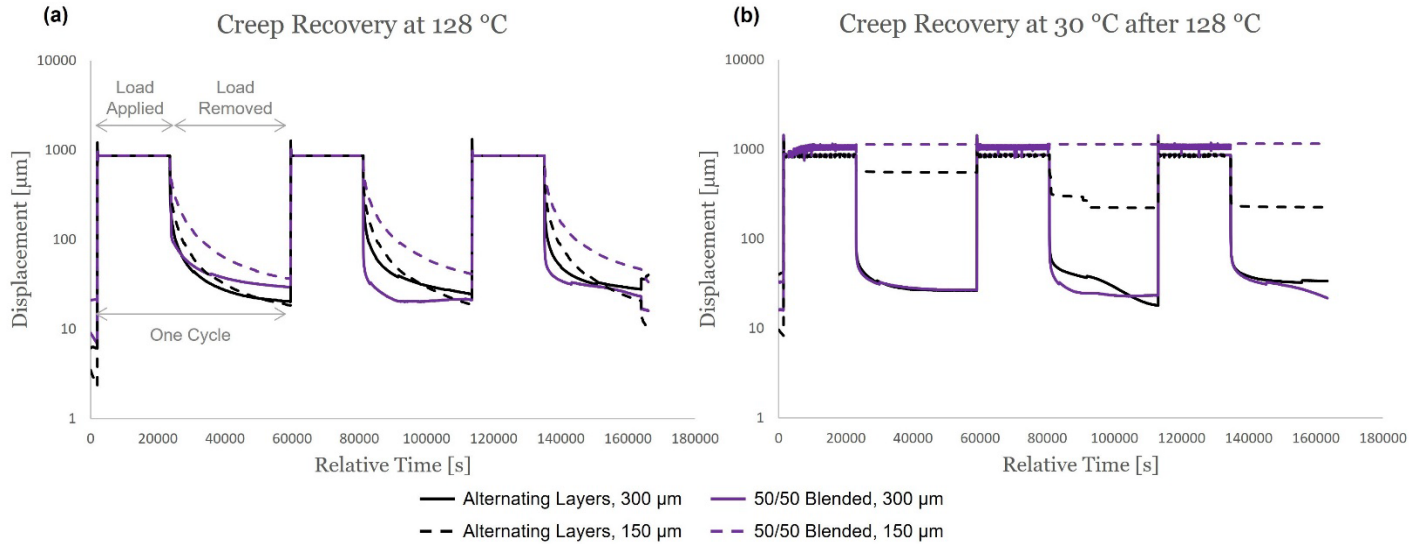 (a)
Creep Recovery at 128 °C
10000
1000
100
10
1
Displacement [µm]
Load
Applied
Load
Removed
One Cycle
0
20000
40000
60000
80000
100000
120000
140000
160000
180000
Relative Time [s]
(b)
Creep Recovery at 30 °C after 128 °C
10000
1000
100
10
1
Displacement [µm]
0
20000
40000
60000
80000
100000
120000
140000
160000
180000
Relative Time [s]
Alternating Layers, 300 µm
50/50 Blended, 300 µm
Alternating Layers, 150 µm
50/50 Blended, 150 µm